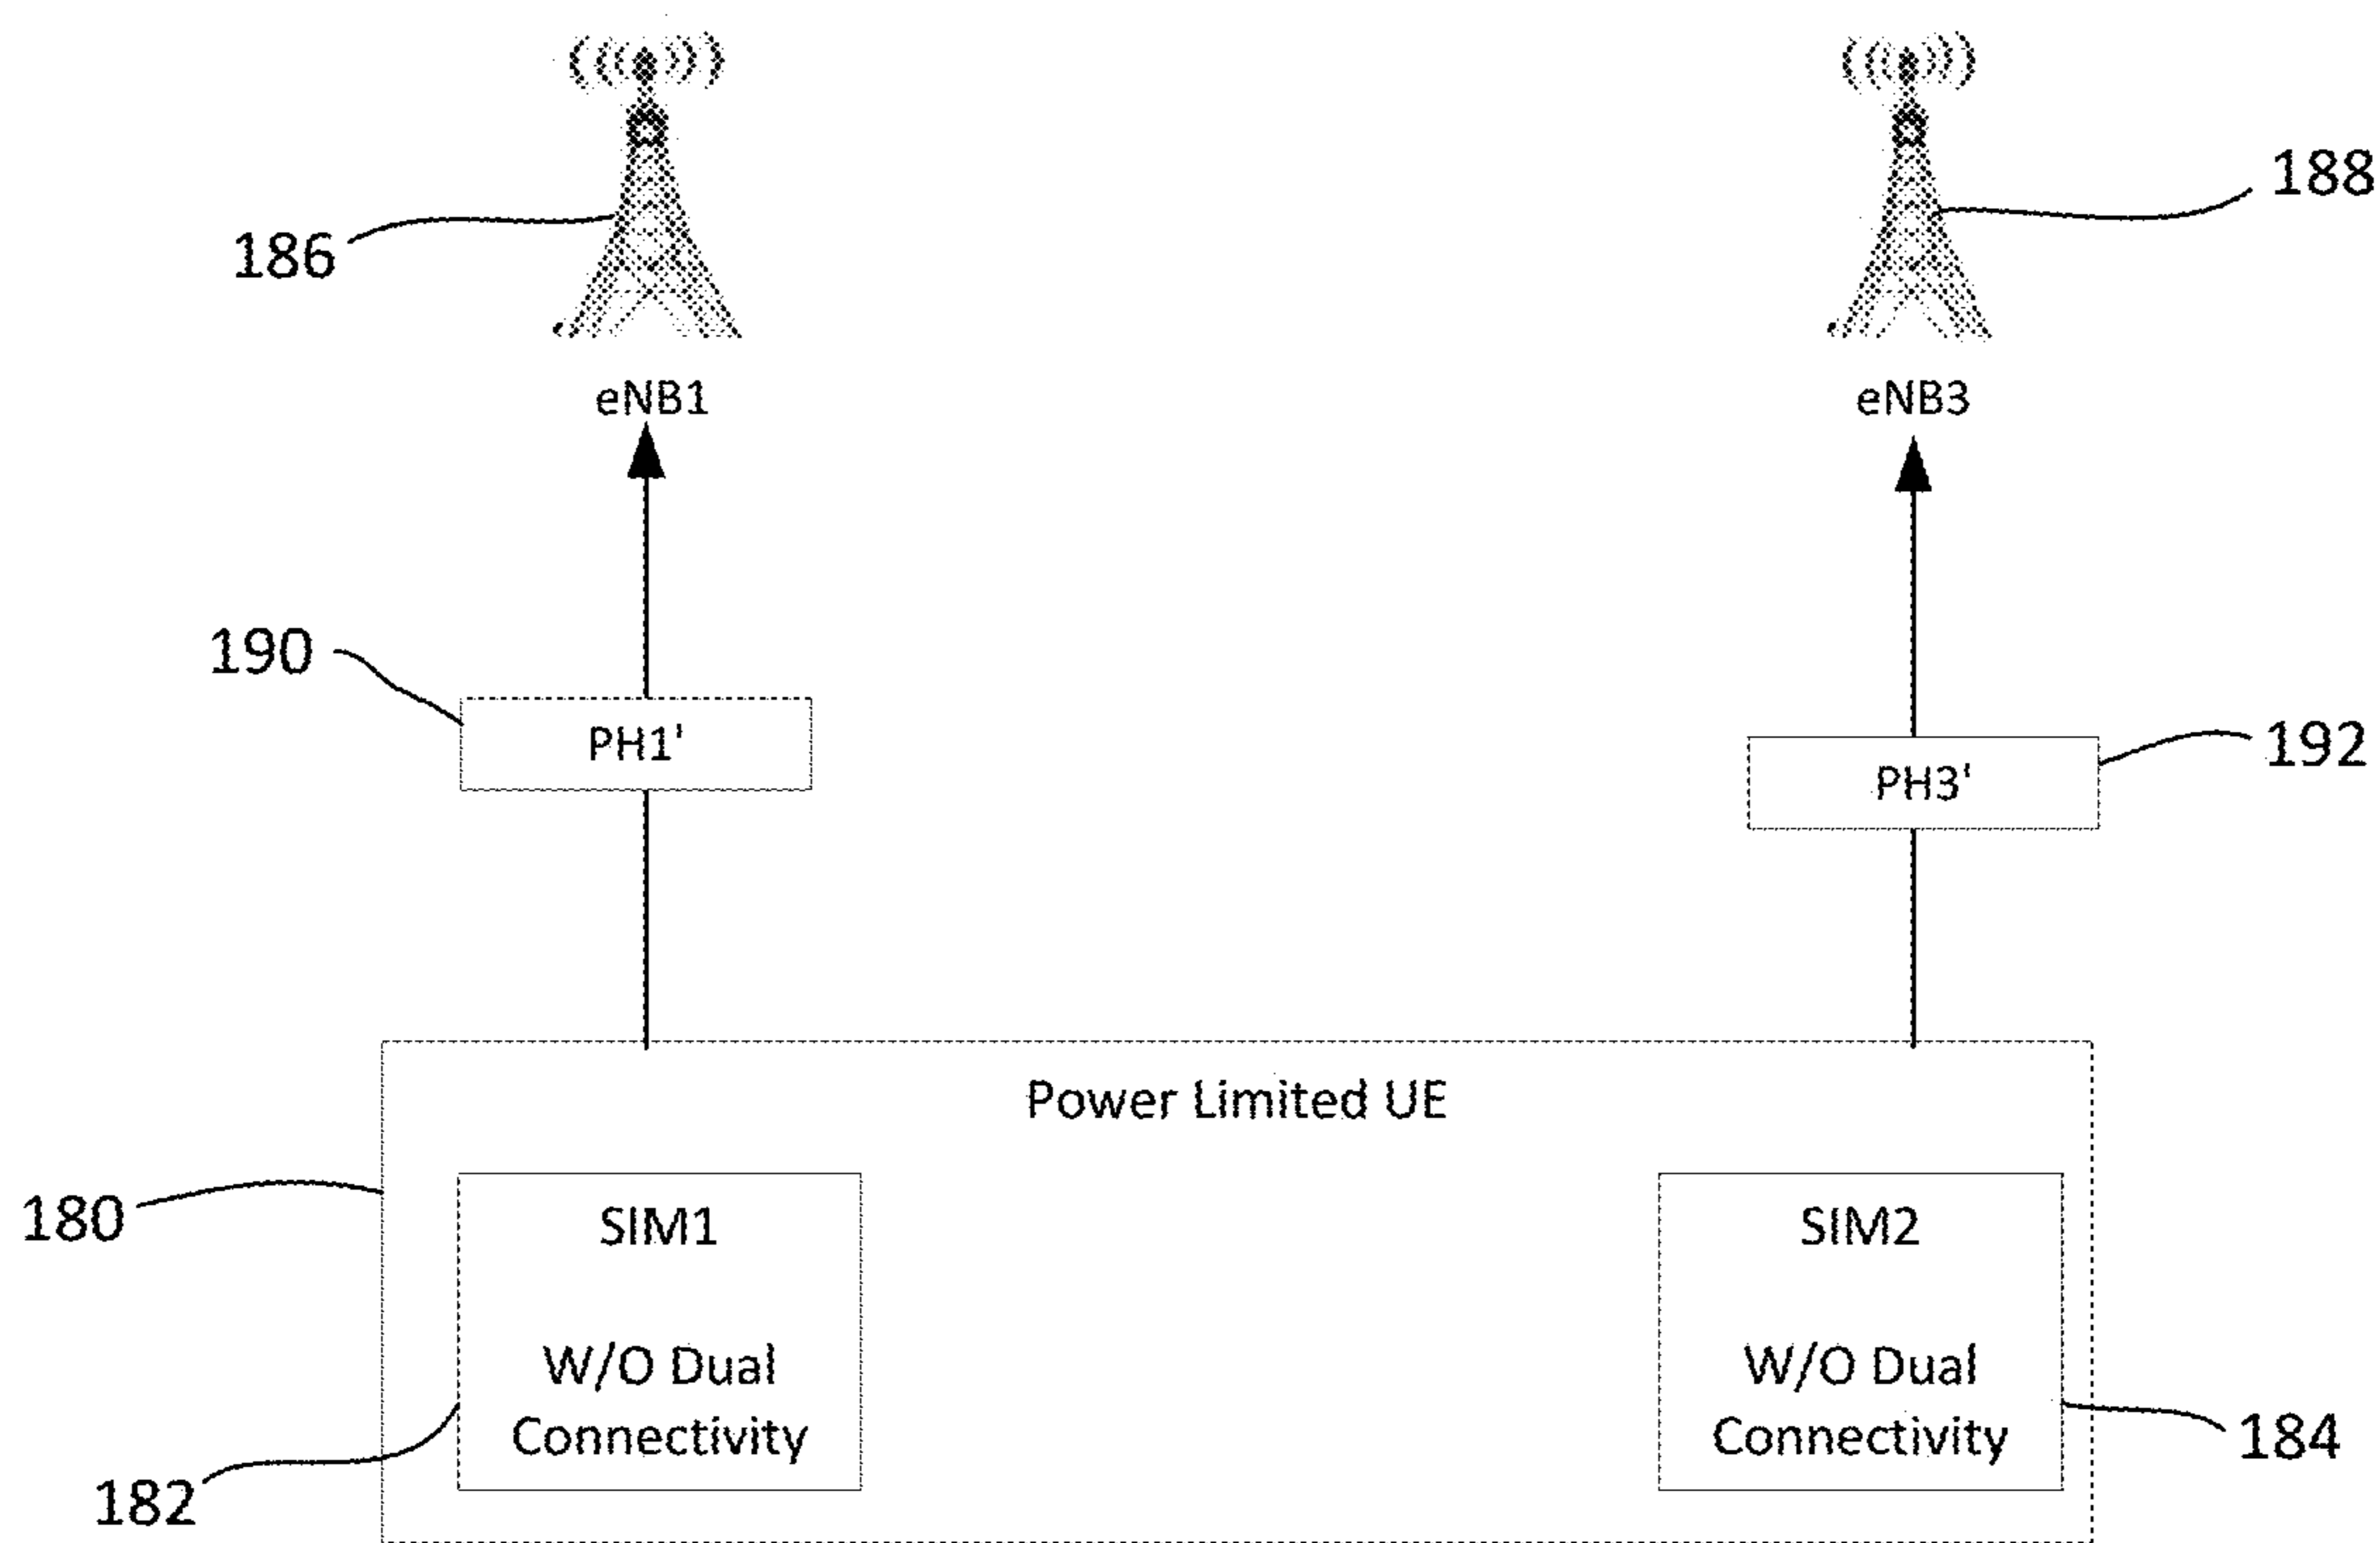 188
186
eNB1
eNB3
190
PH1'
192
PH3'
Power Limited UE
180
SIM1
W/O Dual
Connectivity
182
SIM2
W/O Dual
Connectivity
184